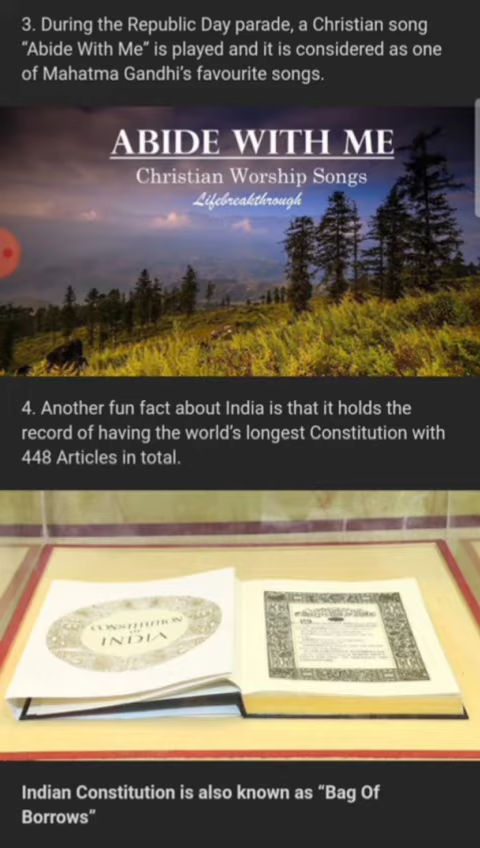 3. During the Republic Day parade, a Christian song
“Abide With Me” is played and it is considered as one
of Mahatma Gandhi’s favourite songs.
ABIDE WITH ME
Christian Worship Songs
Lifebreakthrough
4. Another fun fact about India is that it holds the
record of having the world’s longest Constitution with
448 Articles in total.
CONSTITUTION
OF
INDIA
Indian Constitution is also known as “Bag Of
Borrows”